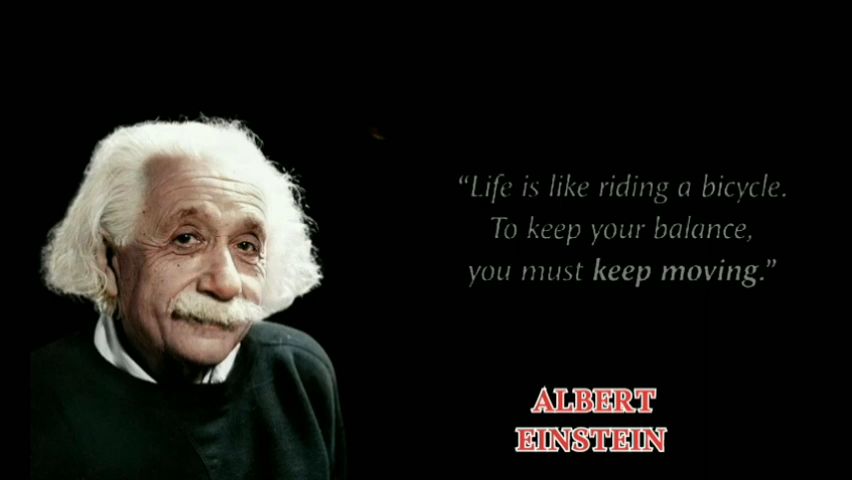 “Life is like riding a bicycle.
To keep your balance,
you must keep moving.”
ALBERT
EINSTEIN